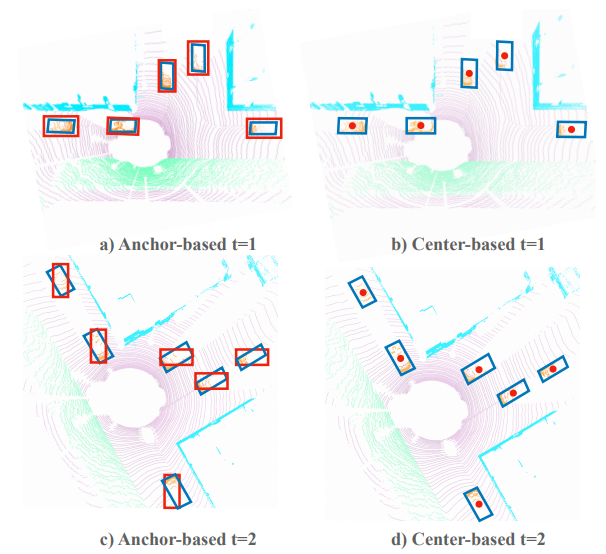 a) Anchor-based t=1
b) Center-based t=1
c) Anchor-based t=2
d) Center-based t=2